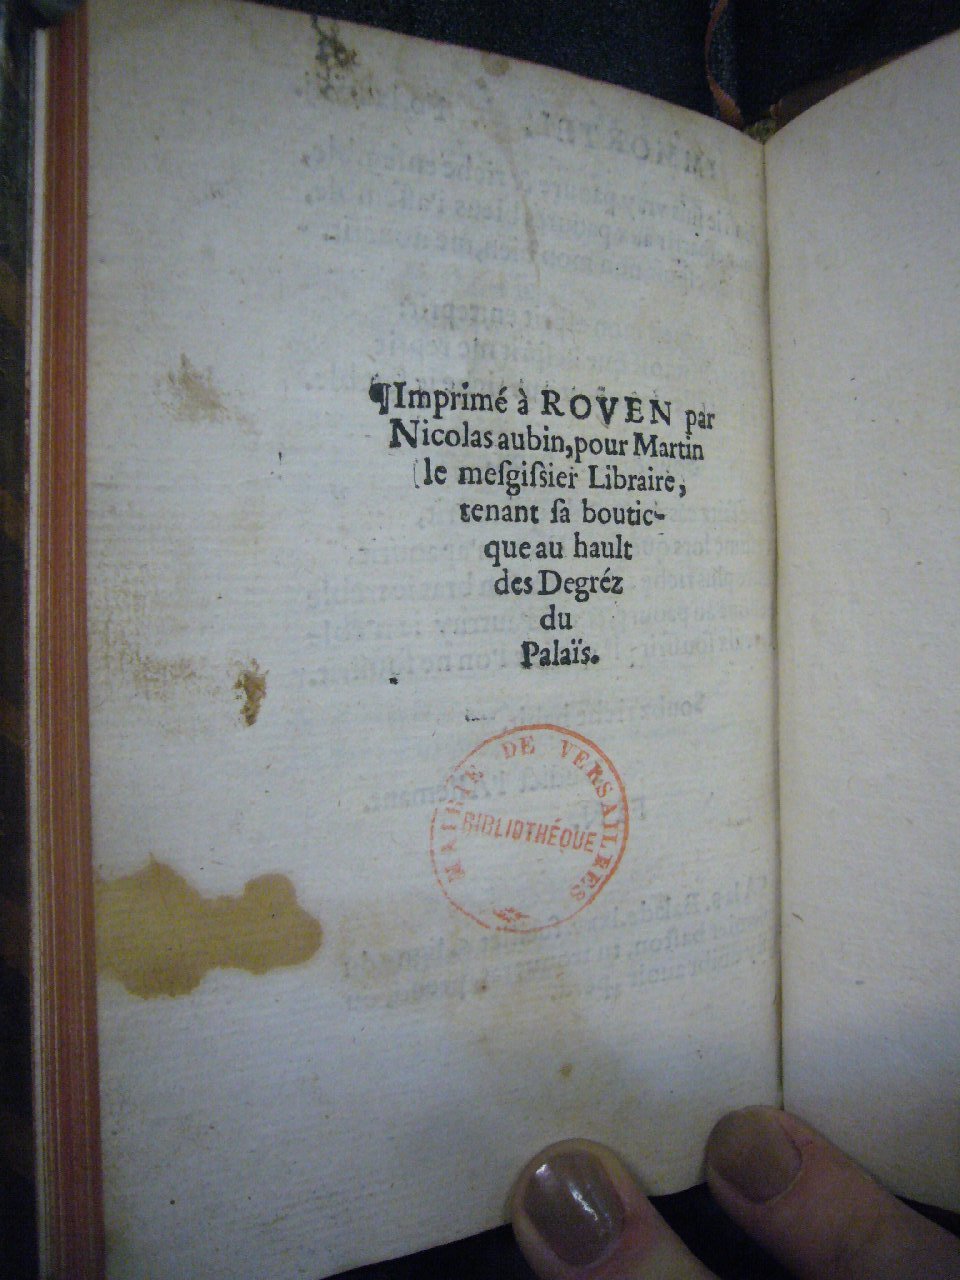 ¶Imprimé à ROVEN par
Nicolas aubin, pour Martin
le meſgiſsier Libraire,
tenant ſa boutic-
que au hault
des Degréz
du
Palaïs.
MAIRIE DE VERSAILLES
BIBLIOTHÉQUE